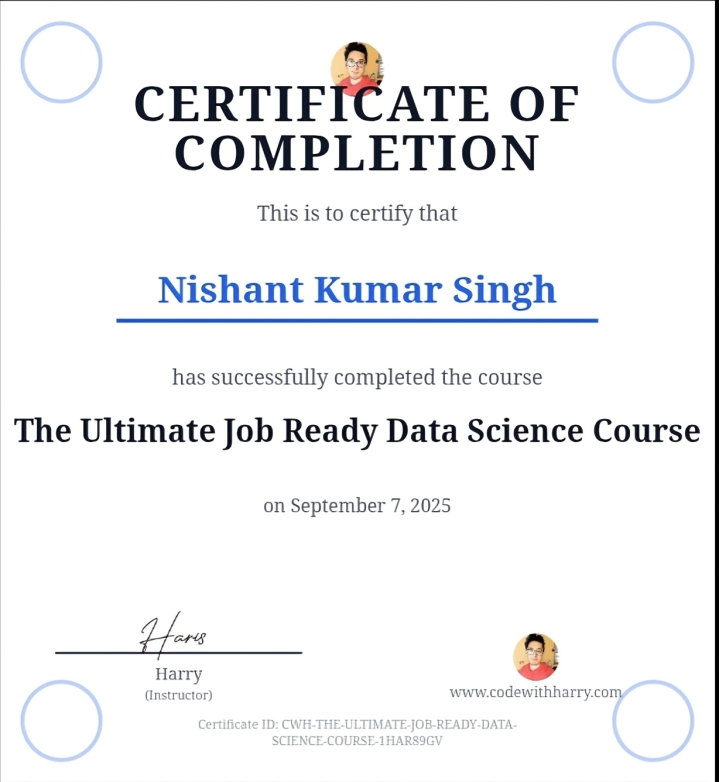 CERTIFICATE OF
COMPLETION
This is to certify that
Nishant Kumar Singh
has successfully completed the course
The Ultimate Job Ready Data Science Course
on September 7, 2025
Haris
Harry
(Instructor)
www.codewithharry.com
Certificate ID: CWH-THE-ULTIMATE-JOB-READY-DATA-
SCIENCE-COURSE-1HAR89GV